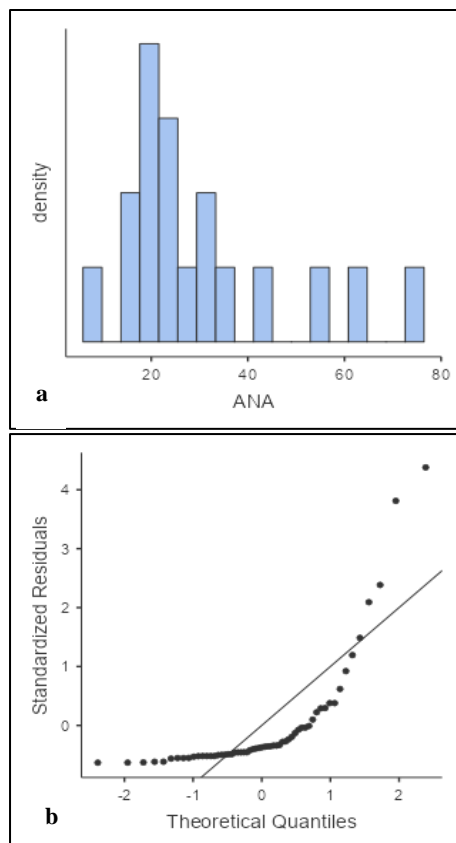 density
20
40
60
80
ANA
a
4
3
2
1
0
Standardized Residuals
-2
-1
0
1
2
Theoretical Quantiles
b